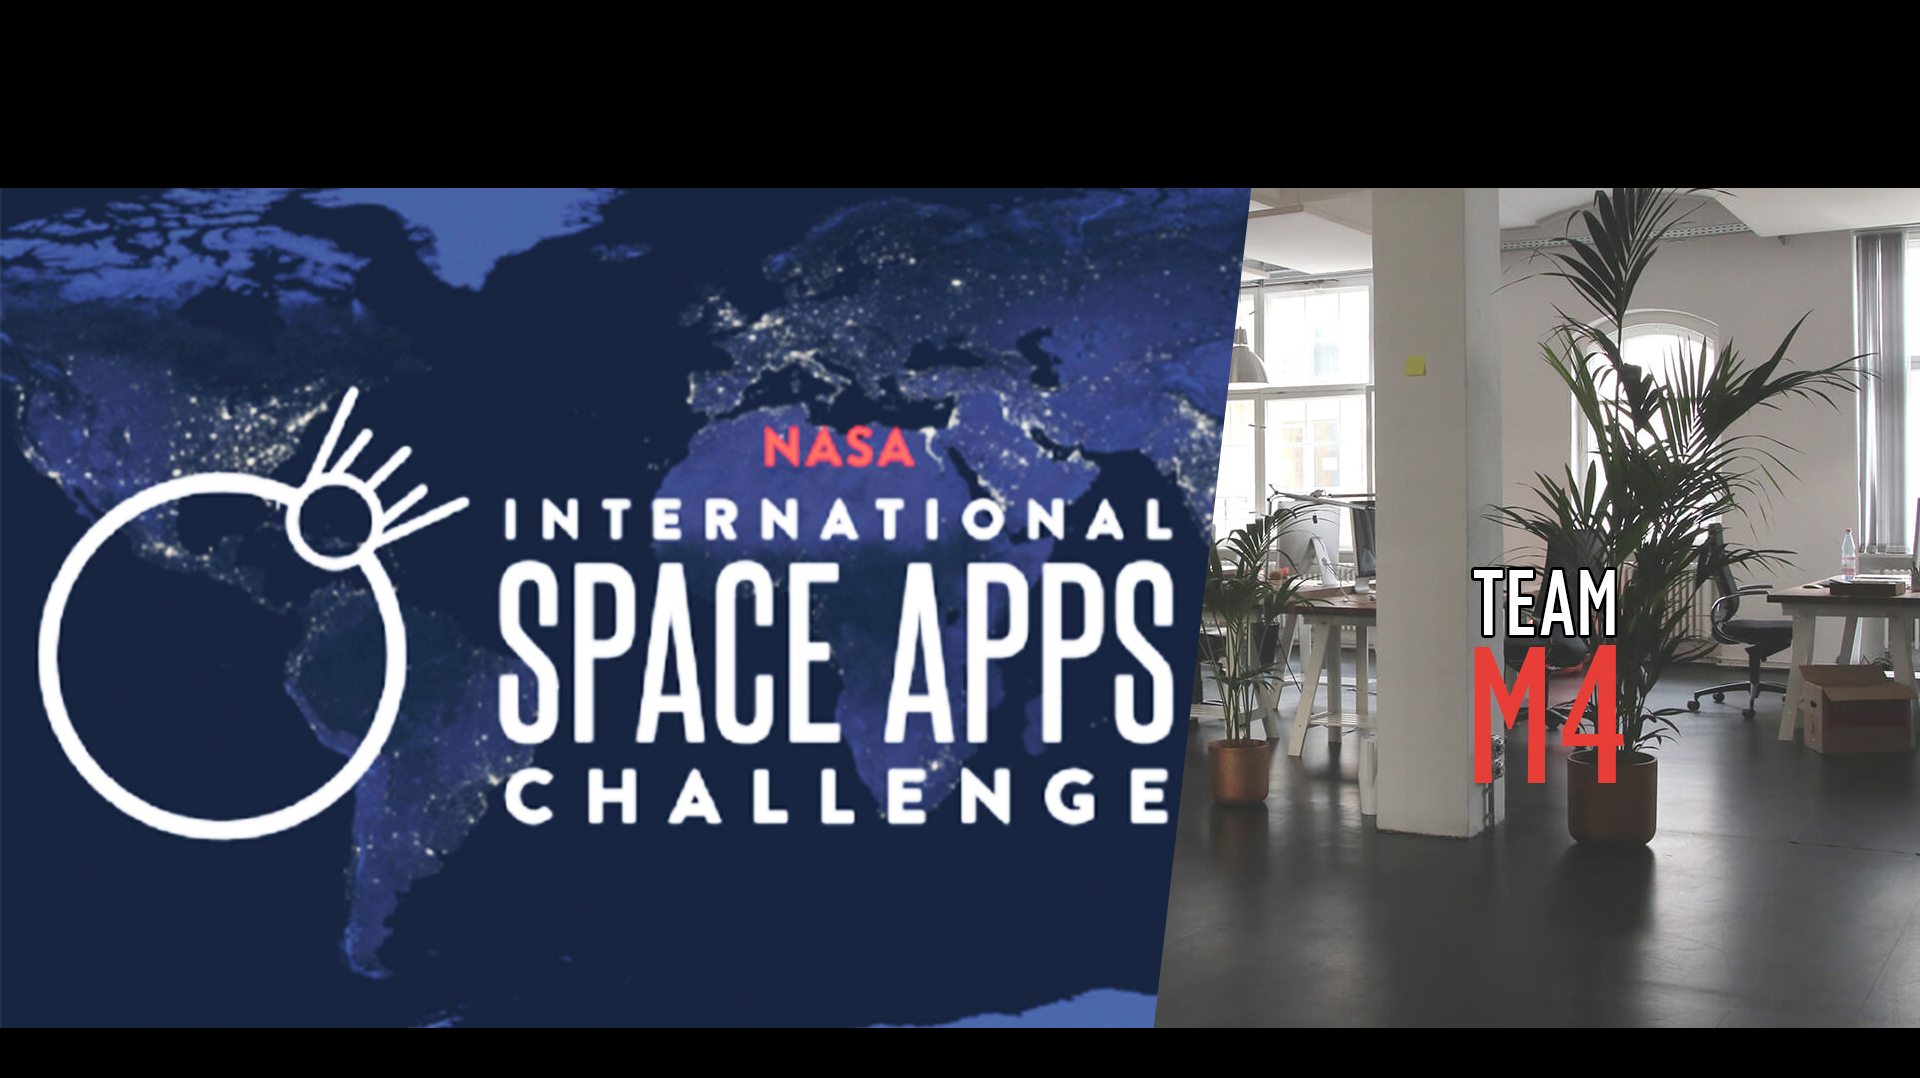 NASA
INTERNATIONAL
SPACE APPS
CHALLENGE
TEAM
M4